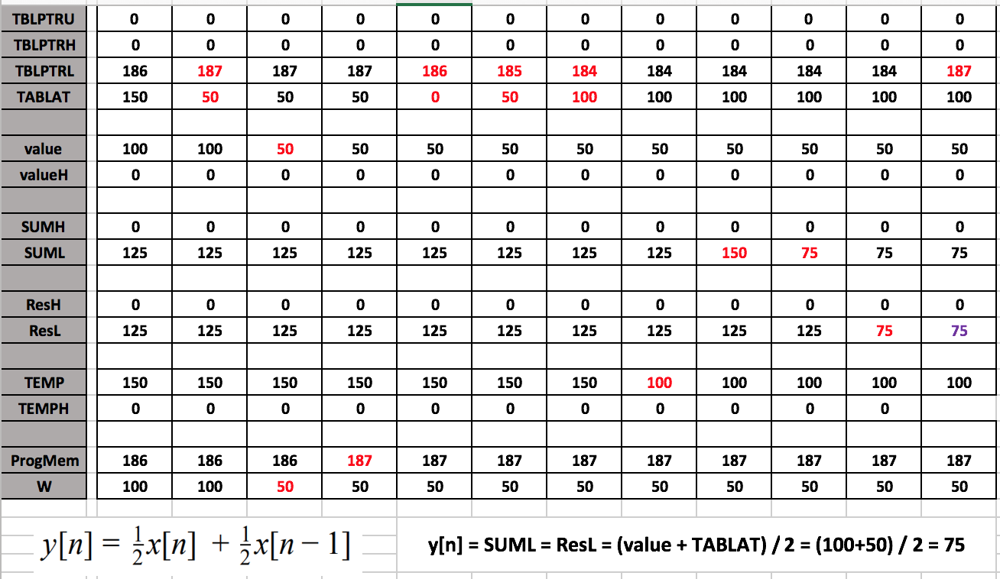 TBLPTRU 0 0 0 0 0 0 0 0 0 0 0 0
TBLPTRH 0 0 0 0 0 0 0 0 0 0 0 0
TBLPTRL 186 187 187 187 186 185 184 184 184 184 184 187
TABLAT 150 50 50 50 0 50 100 100 100 100 100 100
value 100 100 50 50 50 50 50 50 50 50 50 50
valueH 0 0 0 0 0 0 0 0 0 0 0 0
SUMH 0 0 0 0 0 0 0 0 0 0 0 0
SUML 125 125 125 125 125 125 125 125 150 75 75 75
ResH 0 0 0 0 0 0 0 0 0 0 0 0
ResL 125 125 125 125 125 125 125 125 125 125 75 75
TEMP 150 150 150 150 150 150 150 100 100 100 100 100
TEMPH 0 0 0 0 0 0 0 0 0 0 0
ProgMem 186 186 186 187 187 187 187 187 187 187 187 187
W 100 100 50 50 50 50 50 50 50 50 50 50
y[n] = ½x[n] + ½x[n − 1]
y[n] = SUML = ResL = (value + TABLAT) / 2 = (100+50) / 2 = 75